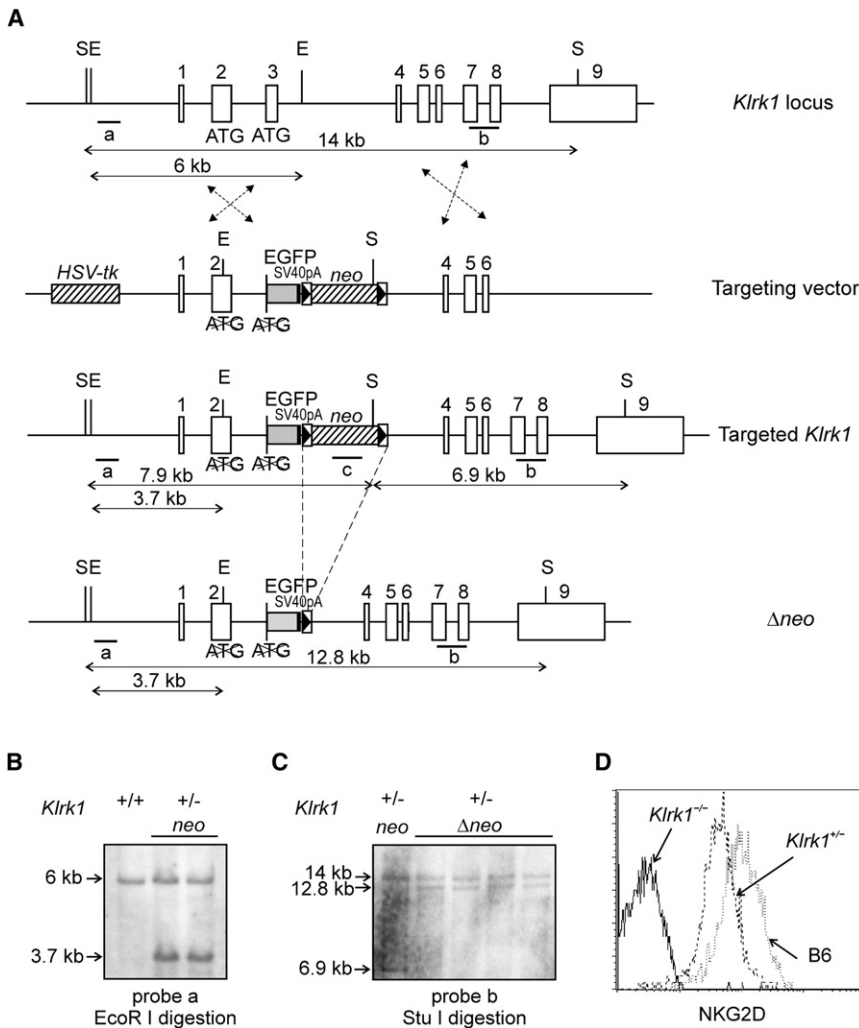 A
SE E S
1 2 3 4 5 6 7 8 9
Klrk1 locus
a ATG ATG b
14 kb
6 kb
E EGFP S
HSV-tk 1 2 SV40pA neo 4 5 6
Targeting vector
ATG ATG
SE E EGFP S S
1 2 SV40pA neo 4 5 6 7 8 9
Targeted Klrk1
a ATG ATG c b
7.9 kb 6.9 kb
3.7 kb
SE E EGFP S
1 2 SV40pA 4 5 6 7 8 9
Δneo
a ATG ATG b
12.8 kb
3.7 kb
B
Klrk1 +/+ +/-
neo
6 kb
3.7 kb
probe a
EcoR I digestion
C
Klrk1 +/- +/-
neo Δneo
14 kb
12.8 kb
6.9 kb
probe b
Stu I digestion
D
Klrk1-/-
Klrk1+/-
B6
NKG2D